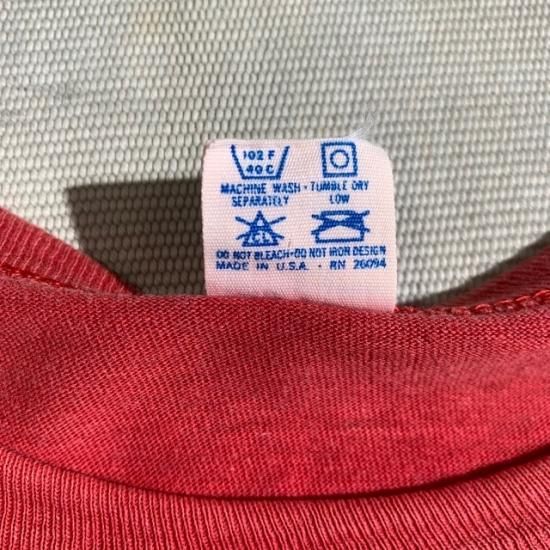 102 F
40 C
MACHINE WASH · TUMBLE DRY
SEPARATELY LOW
CL
DO NOT BLEACH · DO NOT IRON DESIGN
MADE IN U.S.A. · RN 26094